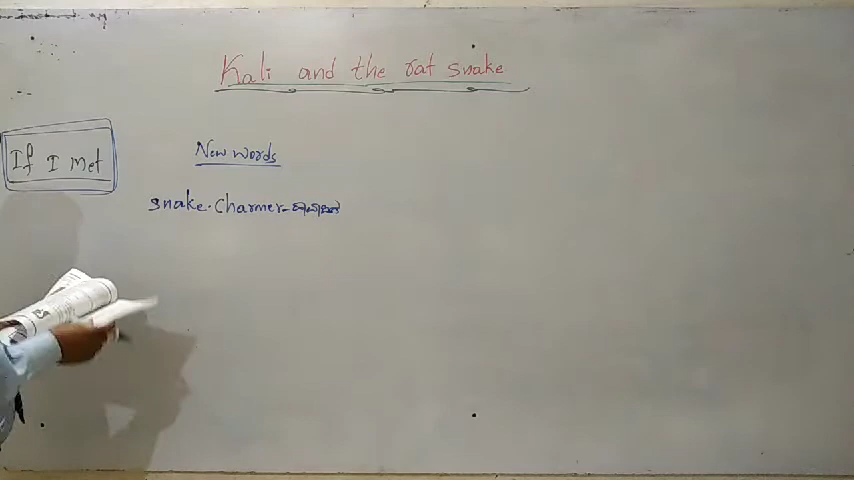 Kali and the rat snake
If I met
New words
snake-Charmer-